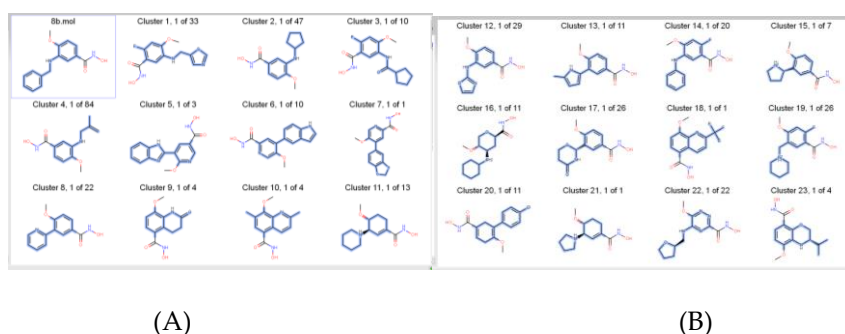 8b.mol Cluster 1, 1 of 33 Cluster 2, 1 of 47 Cluster 3, 1 of 10
Cluster 4, 1 of 84 Cluster 5, 1 of 3 Cluster 6, 1 of 10 Cluster 7, 1 of 1
Cluster 8, 1 of 22 Cluster 9, 1 of 4 Cluster 10, 1 of 4 Cluster 11, 1 of 13
Cluster 12, 1 of 29 Cluster 13, 1 of 11 Cluster 14, 1 of 20 Cluster 15, 1 of 7
Cluster 16, 1 of 11 Cluster 17, 1 of 26 Cluster 18, 1 of 1 Cluster 19, 1 of 26
Cluster 20, 1 of 11 Cluster 21, 1 of 1 Cluster 22, 1 of 22 Cluster 23, 1 of 4
(A) (B)